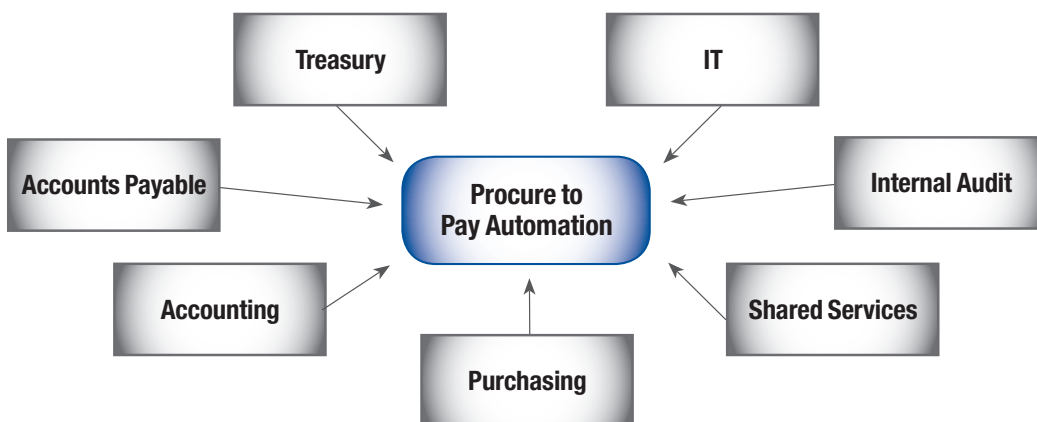 Treasury
IT
Accounts Payable
Procure to
Pay Automation
Internal Audit
Accounting
Shared Services
Purchasing